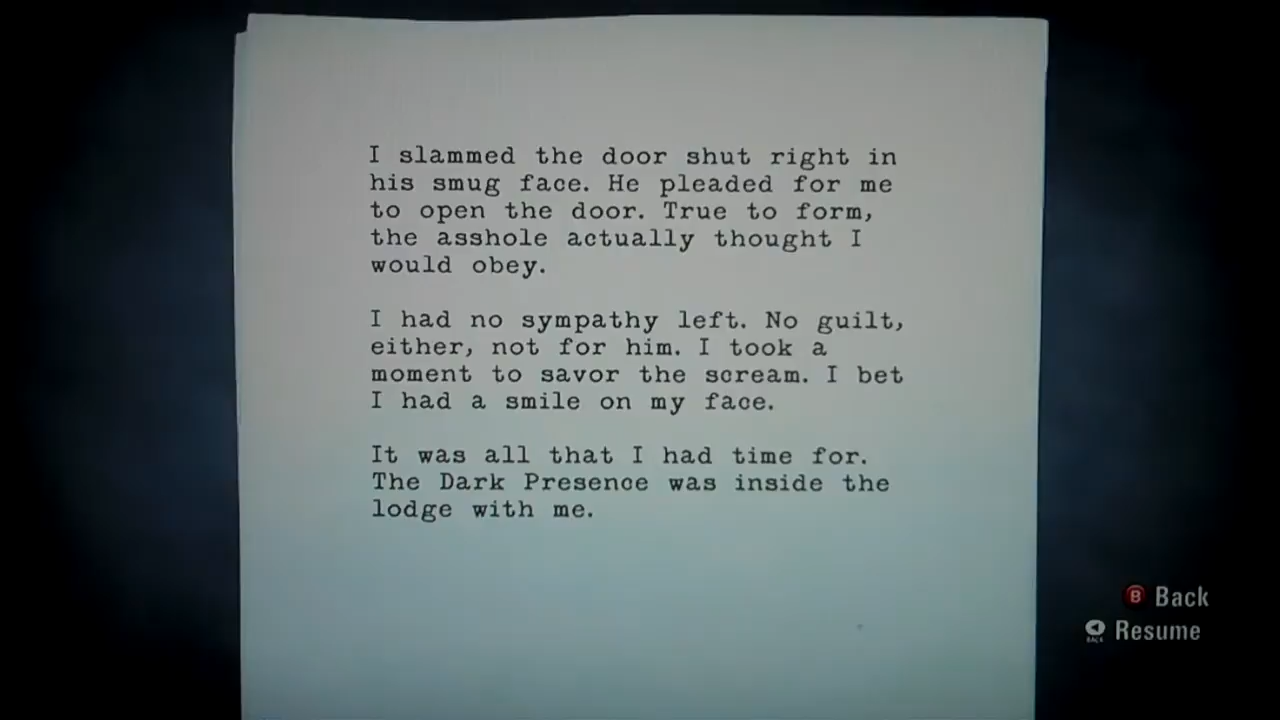 I slammed the door shut right in
his smug face. He pleaded for me
to open the door. True to form,
the asshole actually thought I
would obey.
I had no sympathy left. No guilt,
either, not for him. I took a
moment to savor the scream. I bet
I had a smile on my face.
It was all that I had time for.
The Dark Presence was inside the
lodge with me.
B Back
BACK Resume